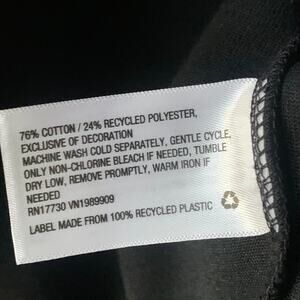 76% COTTON / 24% RECYCLED POLYESTER,
EXCLUSIVE OF DECORATION
MACHINE WASH COLD SEPARATELY, GENTLE CYCLE,
ONLY NON-CHLORINE BLEACH IF NEEDED, TUMBLE
DRY LOW, REMOVE PROMPTLY, WARM IRON IF
NEEDED
RN17730 VN1989909
LABEL MADE FROM 100% RECYCLED PLASTIC